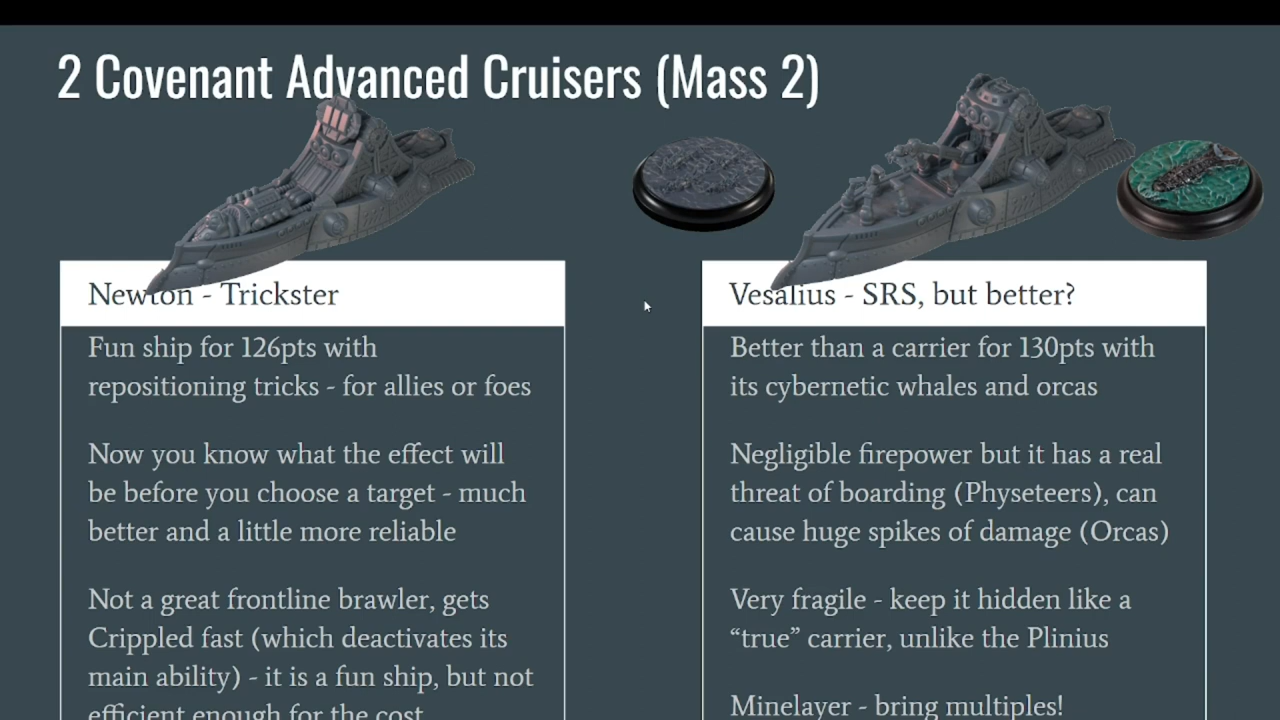 2 Covenant Advanced Cruisers (Mass 2)
Newton - Trickster
Fun ship for 126pts with
repositioning tricks - for allies or foes
Now you know what the effect will
be before you choose a target - much
better and a little more reliable
Not a great frontline brawler, gets
Crippled fast (which deactivates its
main ability) - it is a fun ship, but not
efficient enough for the cost
Vesalius - SRS, but better?
Better than a carrier for 130pts with
its cybernetic whales and orcas
Negligible firepower but it has a real
threat of boarding (Physeteers), can
cause huge spikes of damage (Orcas)
Very fragile - keep it hidden like a
“true” carrier, unlike the Plinius
Minelayer - bring multiples!